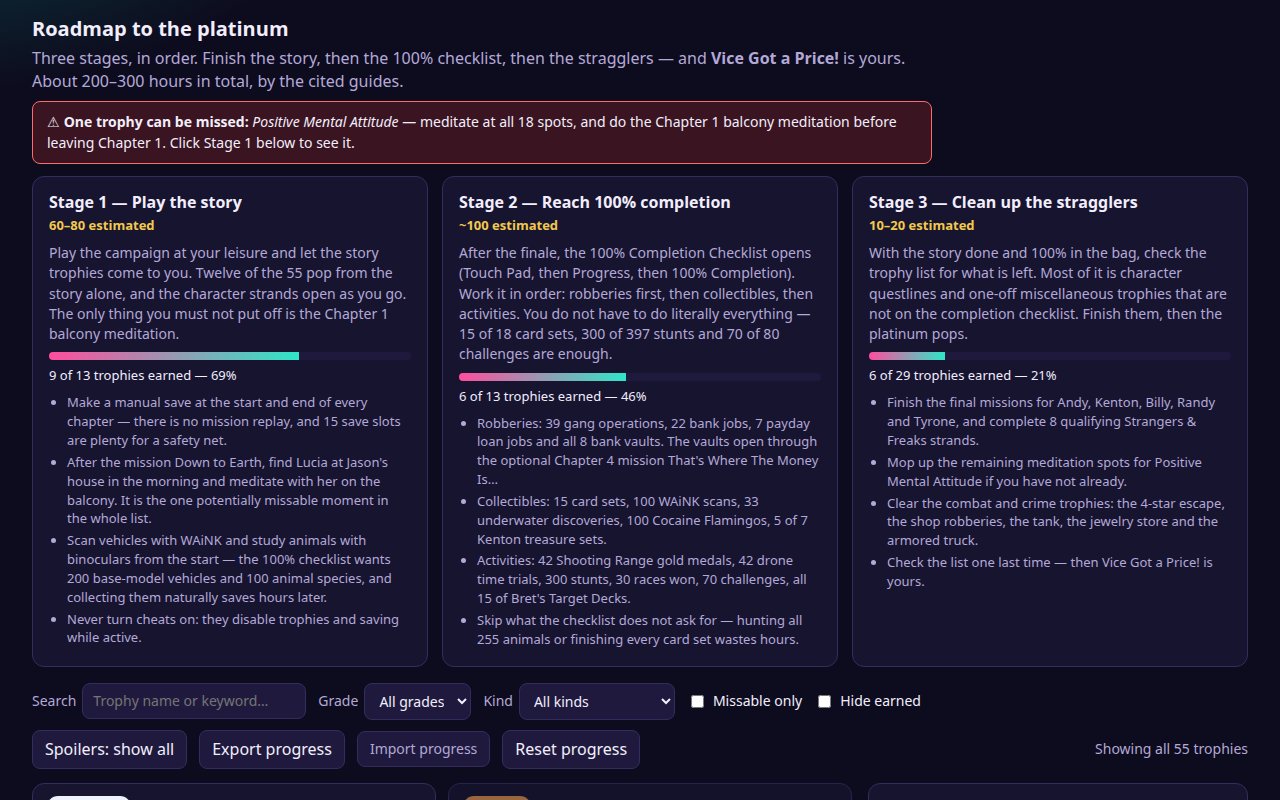 Roadmap to the platinum
Three stages, in order. Finish the story, then the 100% checklist, then the stragglers — and Vice Got a Price! is yours.
About 200–300 hours in total, by the cited guides.
⚠ One trophy can be missed: Positive Mental Attitude — meditate at all 18 spots, and do the Chapter 1 balcony meditation before
leaving Chapter 1. Click Stage 1 below to see it.
Stage 1 — Play the story
60–80 estimated
Play the campaign at your leisure and let the story
trophies come to you. Twelve of the 55 pop from the
story alone, and the character strands open as you go.
The only thing you must not put off is the Chapter 1
balcony meditation.
9 of 13 trophies earned — 69%
• Make a manual save at the start and end of every
chapter — there is no mission replay, and 15 save slots
are plenty for a safety net.
• After the mission Down to Earth, find Lucia at Jason's
house in the morning and meditate with her on the
balcony. It is the one potentially missable moment in
the whole list.
• Scan vehicles with WAiNK and study animals with
binoculars from the start — the 100% checklist wants
200 base-model vehicles and 100 animal species, and
collecting them naturally saves hours later.
• Never turn cheats on: they disable trophies and saving
while active.
Stage 2 — Reach 100% completion
~100 estimated
After the finale, the 100% Completion Checklist opens
(Touch Pad, then Progress, then 100% Completion).
Work it in order: robberies first, then collectibles, then
activities. You do not have to do literally everything —
15 of 18 card sets, 300 of 397 stunts and 70 of 80
challenges are enough.
6 of 13 trophies earned — 46%
• Robberies: 39 gang operations, 22 bank jobs, 7 payday
loan jobs and all 8 bank vaults. The vaults open through
the optional Chapter 4 mission That's Where The Money
Is...
• Collectibles: 15 card sets, 100 WAiNK scans, 33
underwater discoveries, 100 Cocaine Flamingos, 5 of 7
Kenton treasure sets.
• Activities: 42 Shooting Range gold medals, 42 drone
time trials, 300 stunts, 30 races won, 70 challenges, all
15 of Bret's Target Decks.
• Skip what the checklist does not ask for — hunting all
255 animals or finishing every card set wastes hours.
Stage 3 — Clean up the stragglers
10–20 estimated
With the story done and 100% in the bag, check the
trophy list for what is left. Most of it is character
questlines and one-off miscellaneous trophies that are
not on the completion checklist. Finish them, then the
platinum pops.
6 of 29 trophies earned — 21%
• Finish the final missions for Andy, Kenton, Billy, Randy
and Tyrone, and complete 8 qualifying Strangers &
Freaks strands.
• Mop up the remaining meditation spots for Positive
Mental Attitude if you have not already.
• Clear the combat and crime trophies: the 4-star escape,
the shop robberies, the tank, the jewelry store and the
armored truck.
• Check the list one last time — then Vice Got a Price! is
yours.
Search Trophy name or keyword... Grade All grades Kind All kinds Missable only Hide earned
Spoilers: show all Export progress Import progress Reset progress Showing all 55 trophies